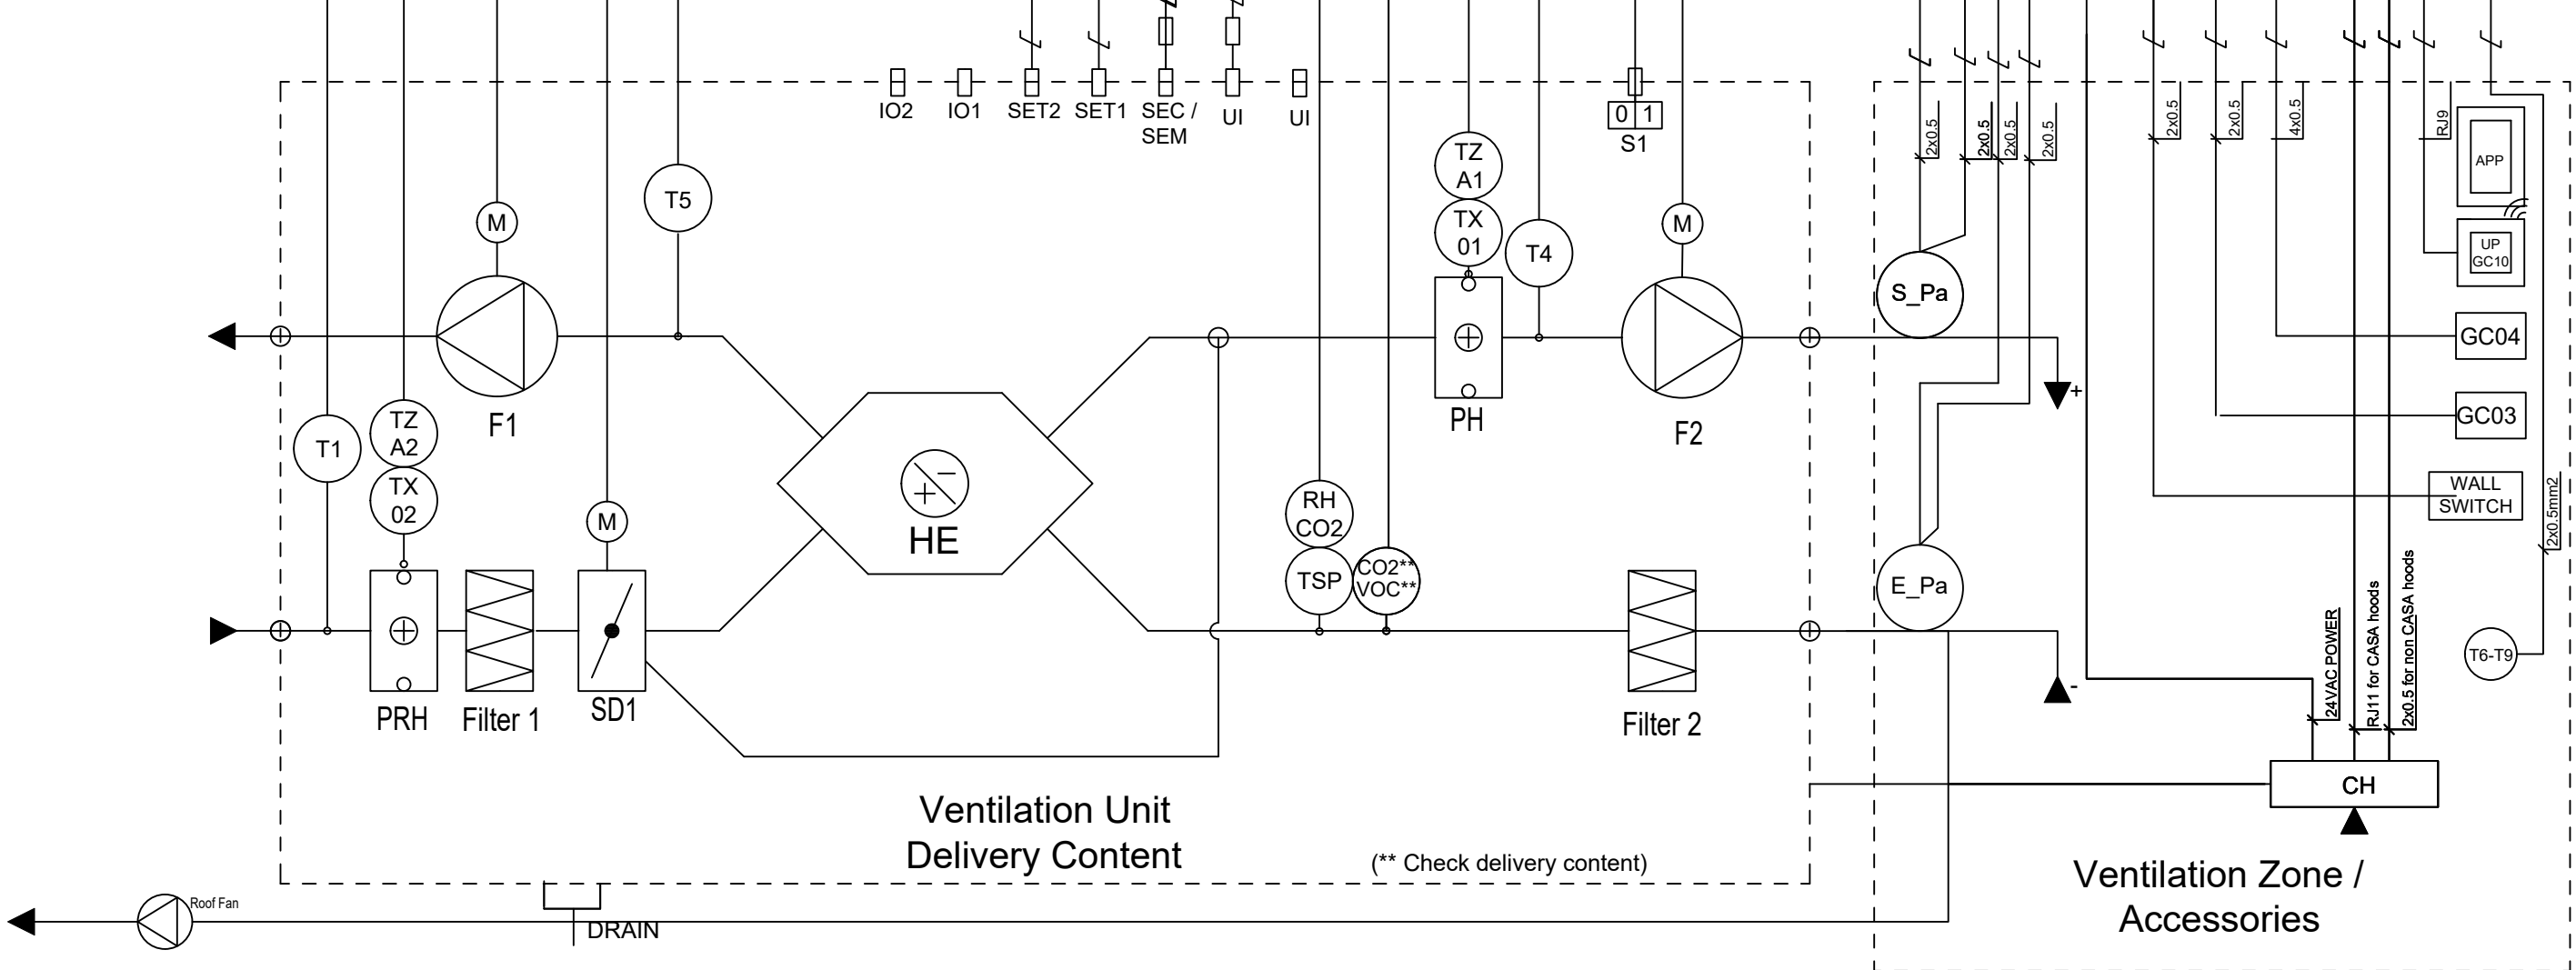 IO2
IO1
SET2
SET1
SEC /
SEM
UI
UI
0 1
S1
2x0.5
2x0.5
2x0.5
2x0.5
2x0.5
2x0.5
4x0.5
RJ9
APP
UP
GC10
TZ
A1
TX
01
T4
M
M
T5
S_Pa
GC04
+
F1
PH
F2
GC03
T1
TZ
A2
TX
02
M
+ −
HE
RH
CO2
TSP
CO2**
VOC**
WALL
SWITCH
2x0.5mm2
E_Pa
24VAC POWER
RJ11 for CASA hoods
2x0.5 for non CASA hoods
T6-T9
-
PRH
Filter 1
SD1
Filter 2
CH
Ventilation Unit
Delivery Content
(** Check delivery content)
Ventilation Zone /
Accessories
Roof Fan
DRAIN